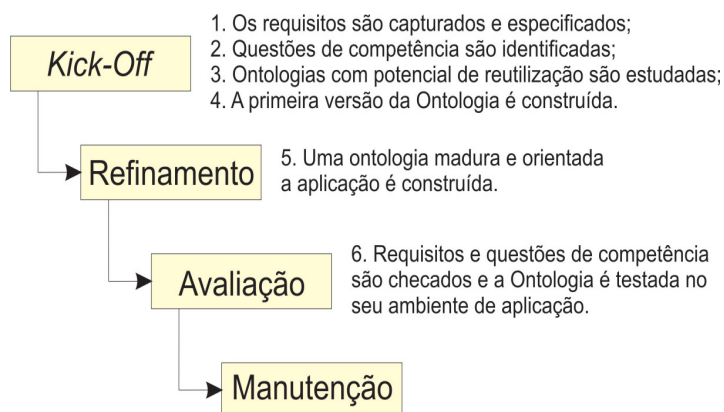 Kick-Off
1. Os requisitos são capturados e especificados;
2. Questões de competência são identificadas;
3. Ontologias com potencial de reutilização são estudadas;
4. A primeira versão da Ontologia é construída.
Refinamento
5. Uma ontologia madura e orientada
a aplicação é construída.
Avaliação
6. Requisitos e questões de competência
são checados e a Ontologia é testada no
seu ambiente de aplicação.
Manutenção